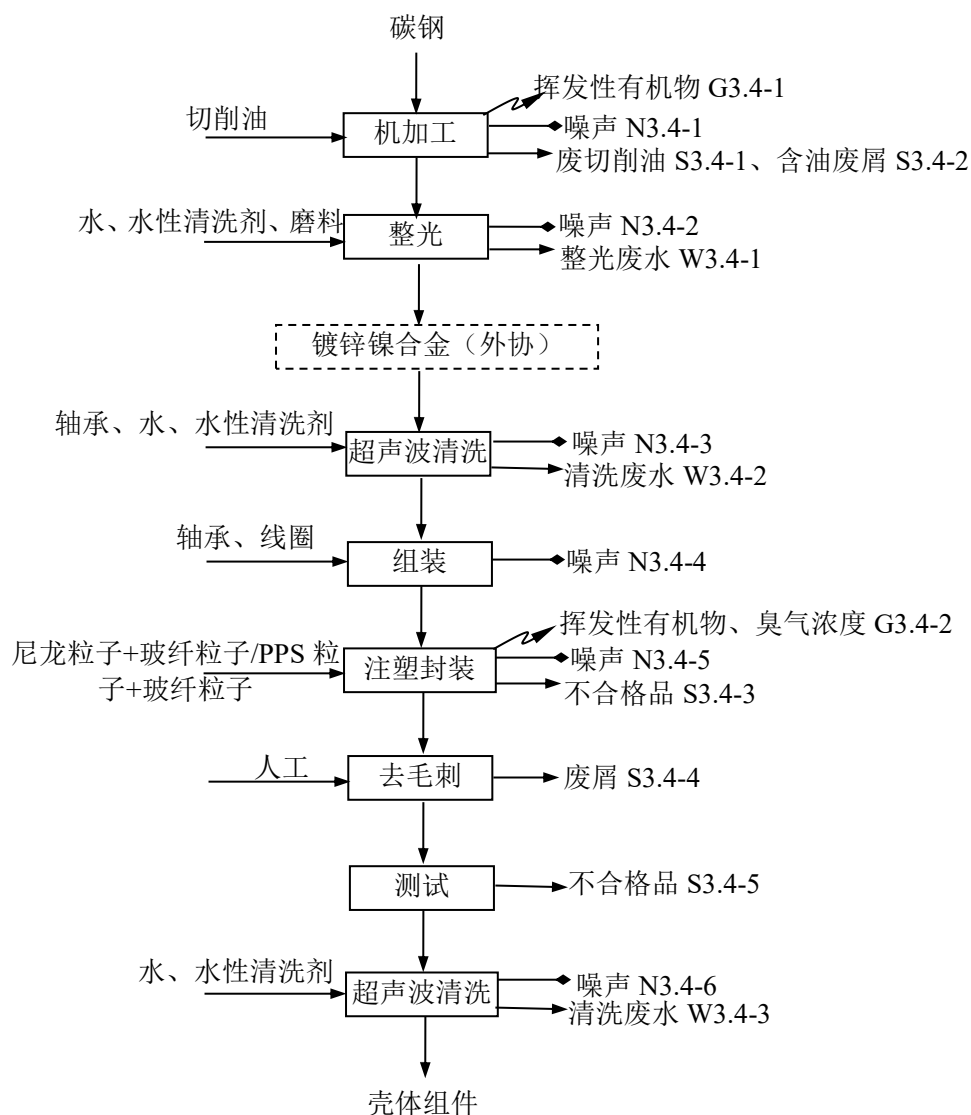 碳钢
挥发性有机物 G3.4-1
切削油
机加工
噪声 N3.4-1
废切削油 S3.4-1、含油废屑 S3.4-2
水、水性清洗剂、磨料
整光
噪声 N3.4-2
整光废水 W3.4-1
镀锌镍合金（外协）
轴承、水、水性清洗剂
超声波清洗
噪声 N3.4-3
清洗废水 W3.4-2
轴承、线圈
组装
噪声 N3.4-4
挥发性有机物、臭气浓度 G3.4-2
尼龙粒子+玻纤粒子/PPS 粒
子+玻纤粒子
注塑封装
噪声 N3.4-5
不合格品 S3.4-3
人工
去毛刺
废屑 S3.4-4
测试
不合格品 S3.4-5
水、水性清洗剂
超声波清洗
噪声 N3.4-6
清洗废水 W3.4-3
壳体组件